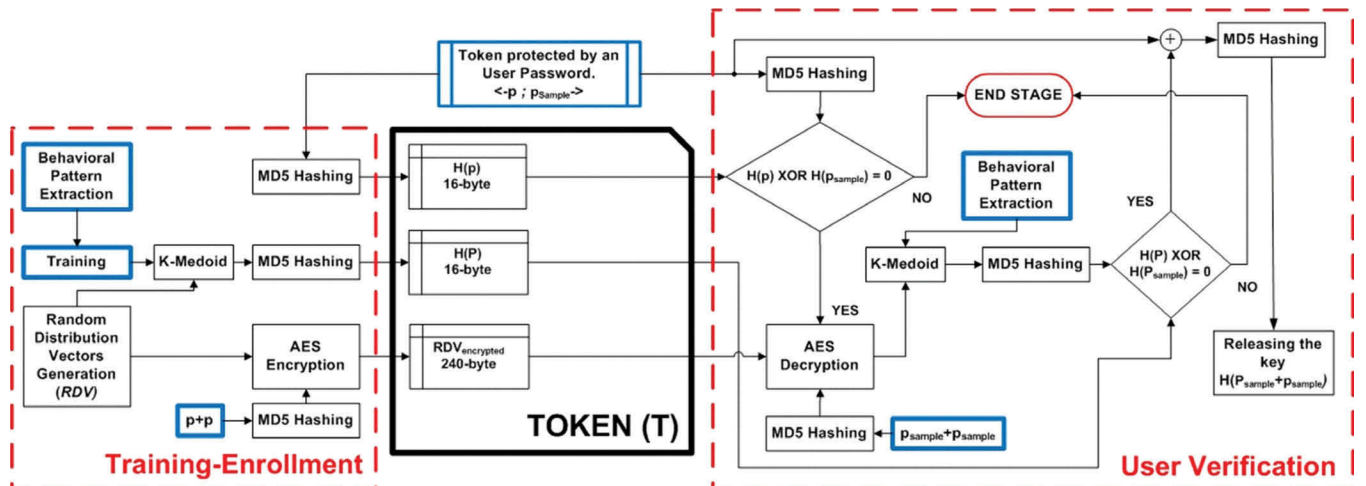 Token protected by an
User Password.
<-p ; pSample->
MD5 Hashing
+
MD5 Hashing
END STAGE
Behavioral
Pattern
Extraction
MD5 Hashing
H(p)
16-byte
H(p) XOR H(psample) = 0
NO
Behavioral
Pattern
Extraction
YES
Training
K-Medoid
MD5 Hashing
H(P)
16-byte
K-Medoid
MD5 Hashing
H(P) XOR
H(Psample) = 0
NO
YES
Random
Distribution
Vectors
Generation
(RDV)
AES
Encryption
RDVencrypted
240-byte
AES
Decryption
Releasing the
key
H(Psample+psample)
p+p
MD5 Hashing
TOKEN (T)
MD5 Hashing
psample+psample
Training-Enrollment
User Verification